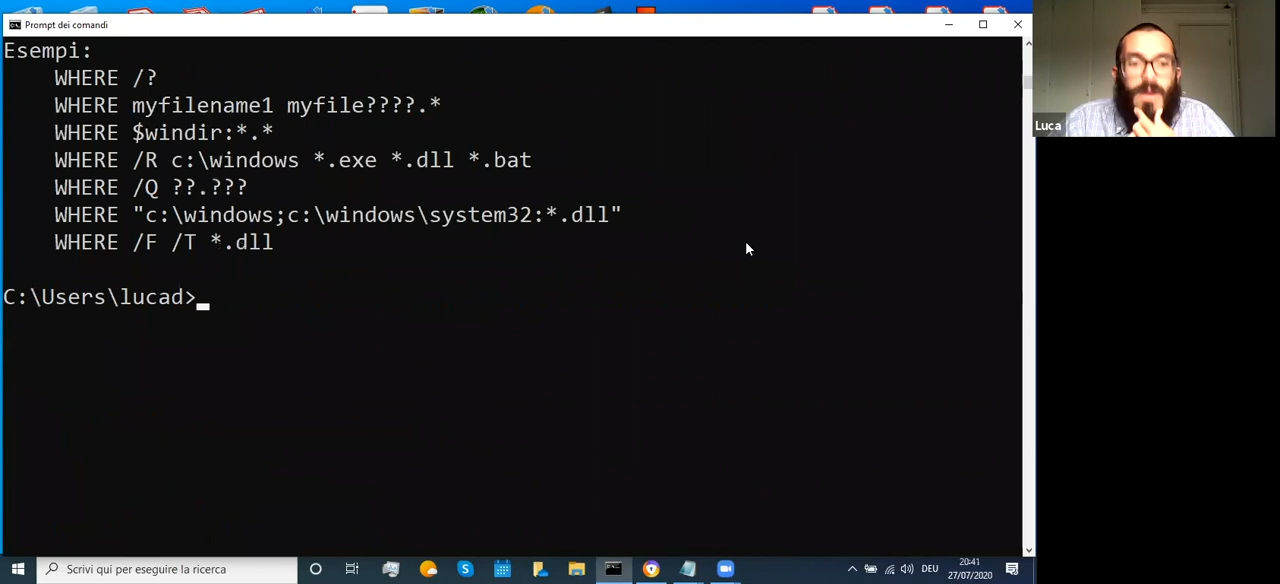 Prompt dei comandi
Esempi:
WHERE /?
WHERE myfilename1 myfile????.*
WHERE $windir:*.*
WHERE /R c:\windows *.exe *.dll *.bat
WHERE /Q ??.???
WHERE "c:\windows;c:\windows\system32:*.dll"
WHERE /F /T *.dll
C:\Users\lucad>
Luca
Scrivi qui per eseguire la ricerca
DEU
20:41
27/07/2020